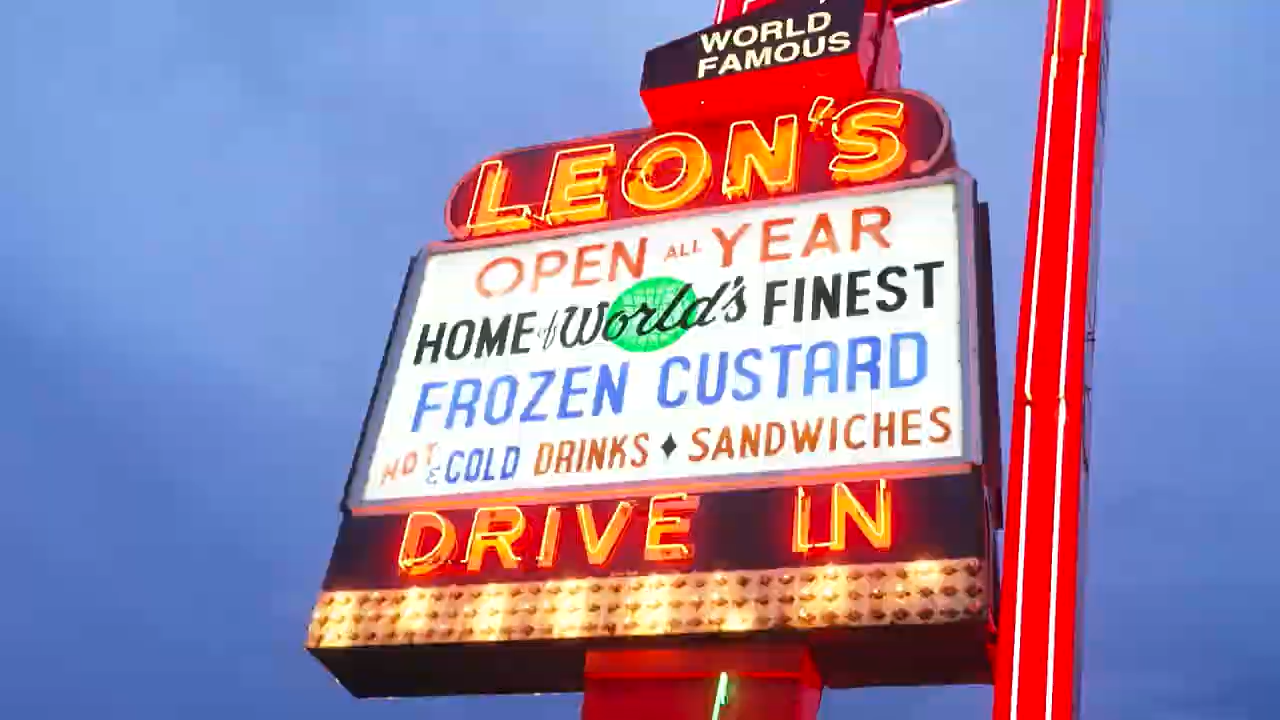 WORLD
FAMOUS
LEON'S
OPEN ALL YEAR
HOME of World's FINEST
FROZEN CUSTARD
HOT & COLD DRINKS ♦ SANDWICHES
DRIVE IN